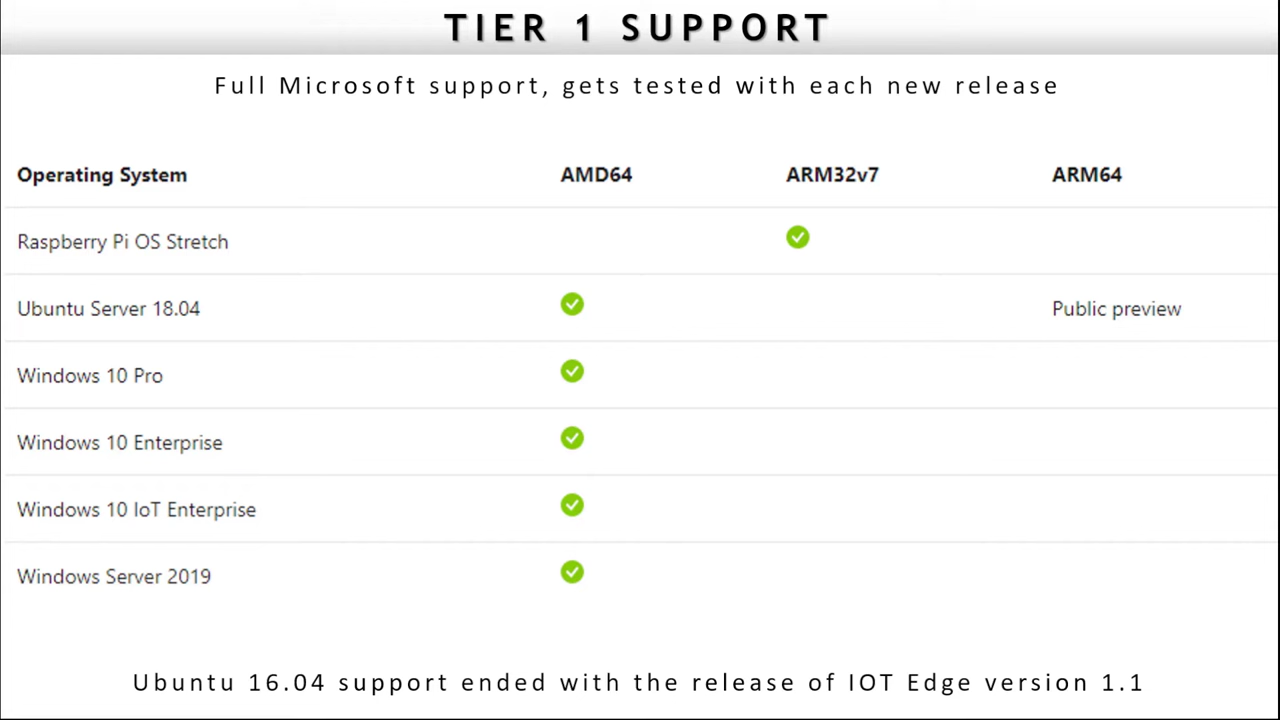 TIER 1 SUPPORT
Full Microsoft support, gets tested with each new release
Operating System AMD64 ARM32v7 ARM64
Raspberry Pi OS Stretch
Ubuntu Server 18.04 Public preview
Windows 10 Pro
Windows 10 Enterprise
Windows 10 IoT Enterprise
Windows Server 2019
Ubuntu 16.04 support ended with the release of IOT Edge version 1.1